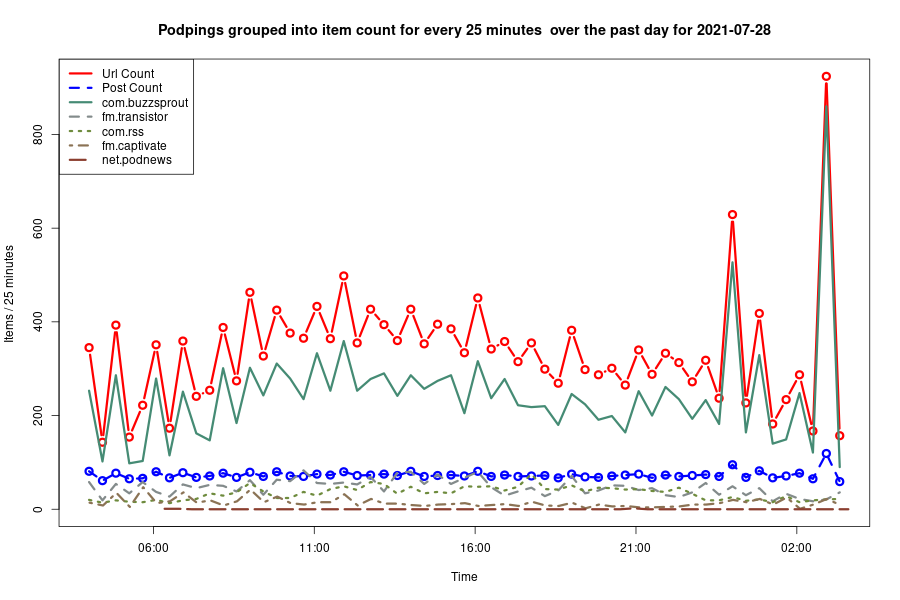 Podpings grouped into item count for every 25 minutes  over the past day for 2021-07-28
Url Count
Post Count
com.buzzsprout
fm.transistor
com.rss
fm.captivate
net.podnews
Items / 25 minutes
800
600
400
200
0
06:00 11:00 16:00 21:00 02:00
Time